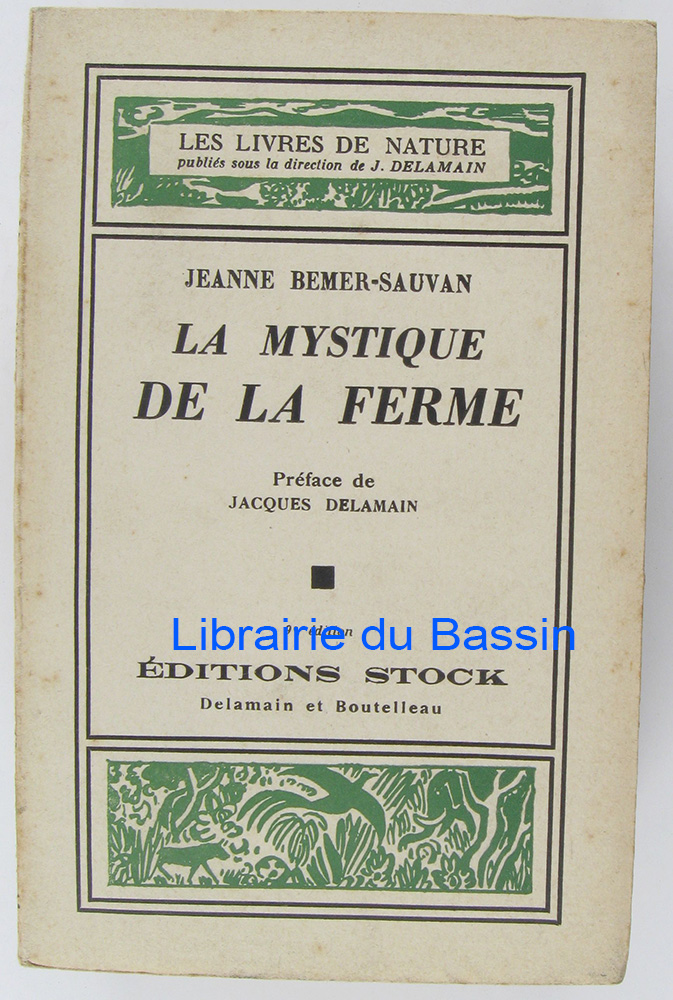 LES LIVRES DE NATURE
publiés sous la direction de J. DELAMAIN
JEANNE BEMER-SAUVAN
LA MYSTIQUE
DE LA FERME
Préface de
JACQUES DELAMAIN
édition
Librairie du Bassin
ÉDITIONS STOCK
Delamain et Boutelleau